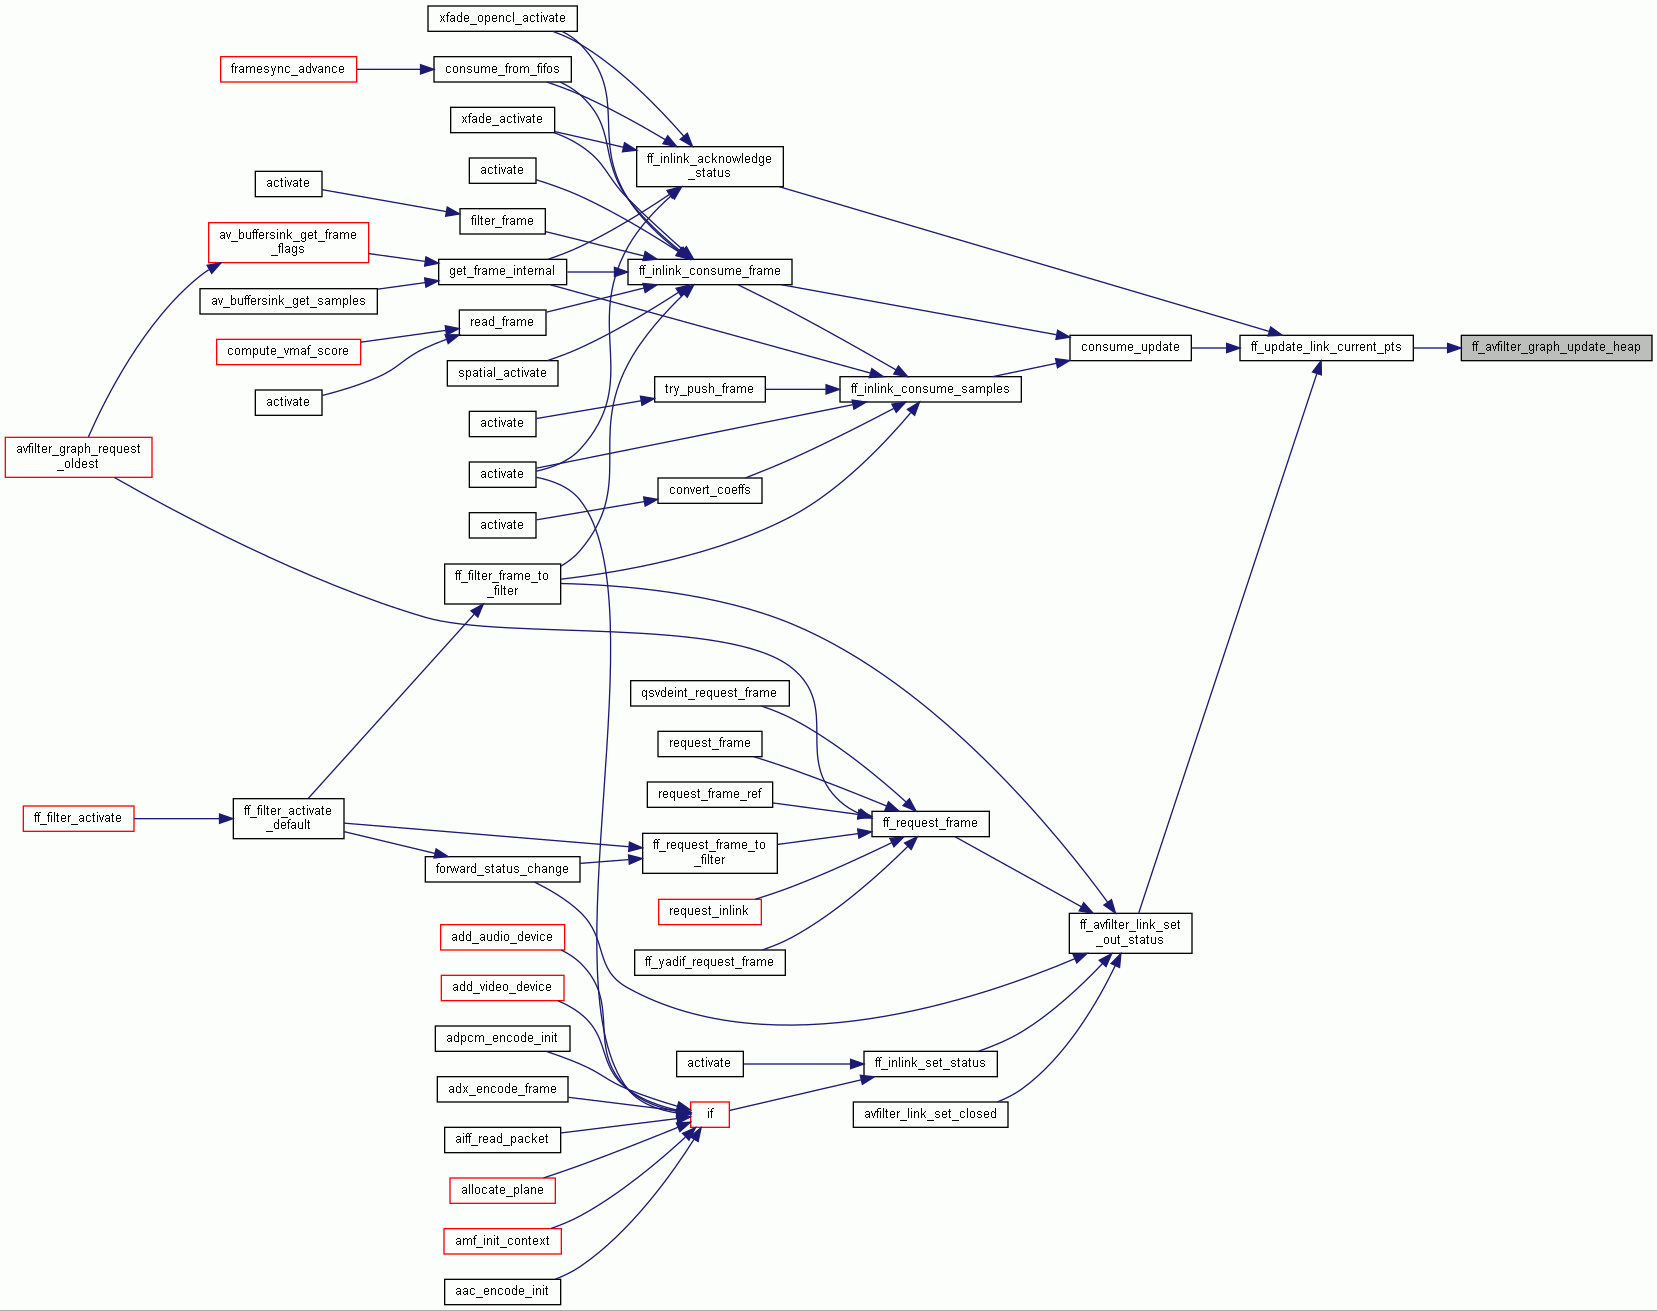 xfade_opencl_activate
framesync_advance
consume_from_fifos
xfade_activate
ff_inlink_acknowledge
_status
activate
activate
filter_frame
av_buffersink_get_frame
_flags
get_frame_internal
ff_inlink_consume_frame
av_buffersink_get_samples
read_frame
compute_vmaf_score
consume_update
ff_update_link_current_pts
ff_avfilter_graph_update_heap
spatial_activate
try_push_frame
ff_inlink_consume_samples
activate
activate
avfilter_graph_request
_oldest
activate
convert_coeffs
activate
ff_filter_frame_to
_filter
qsvdeint_request_frame
request_frame
request_frame_ref
ff_filter_activate
ff_filter_activate
_default
ff_request_frame
ff_request_frame_to
_filter
forward_status_change
request_inlink
ff_avfilter_link_set
_out_status
add_audio_device
ff_yadif_request_frame
add_video_device
adpcm_encode_init
activate
ff_inlink_set_status
adx_encode_frame
if
avfilter_link_set_closed
aiff_read_packet
allocate_plane
amf_init_context
aac_encode_init